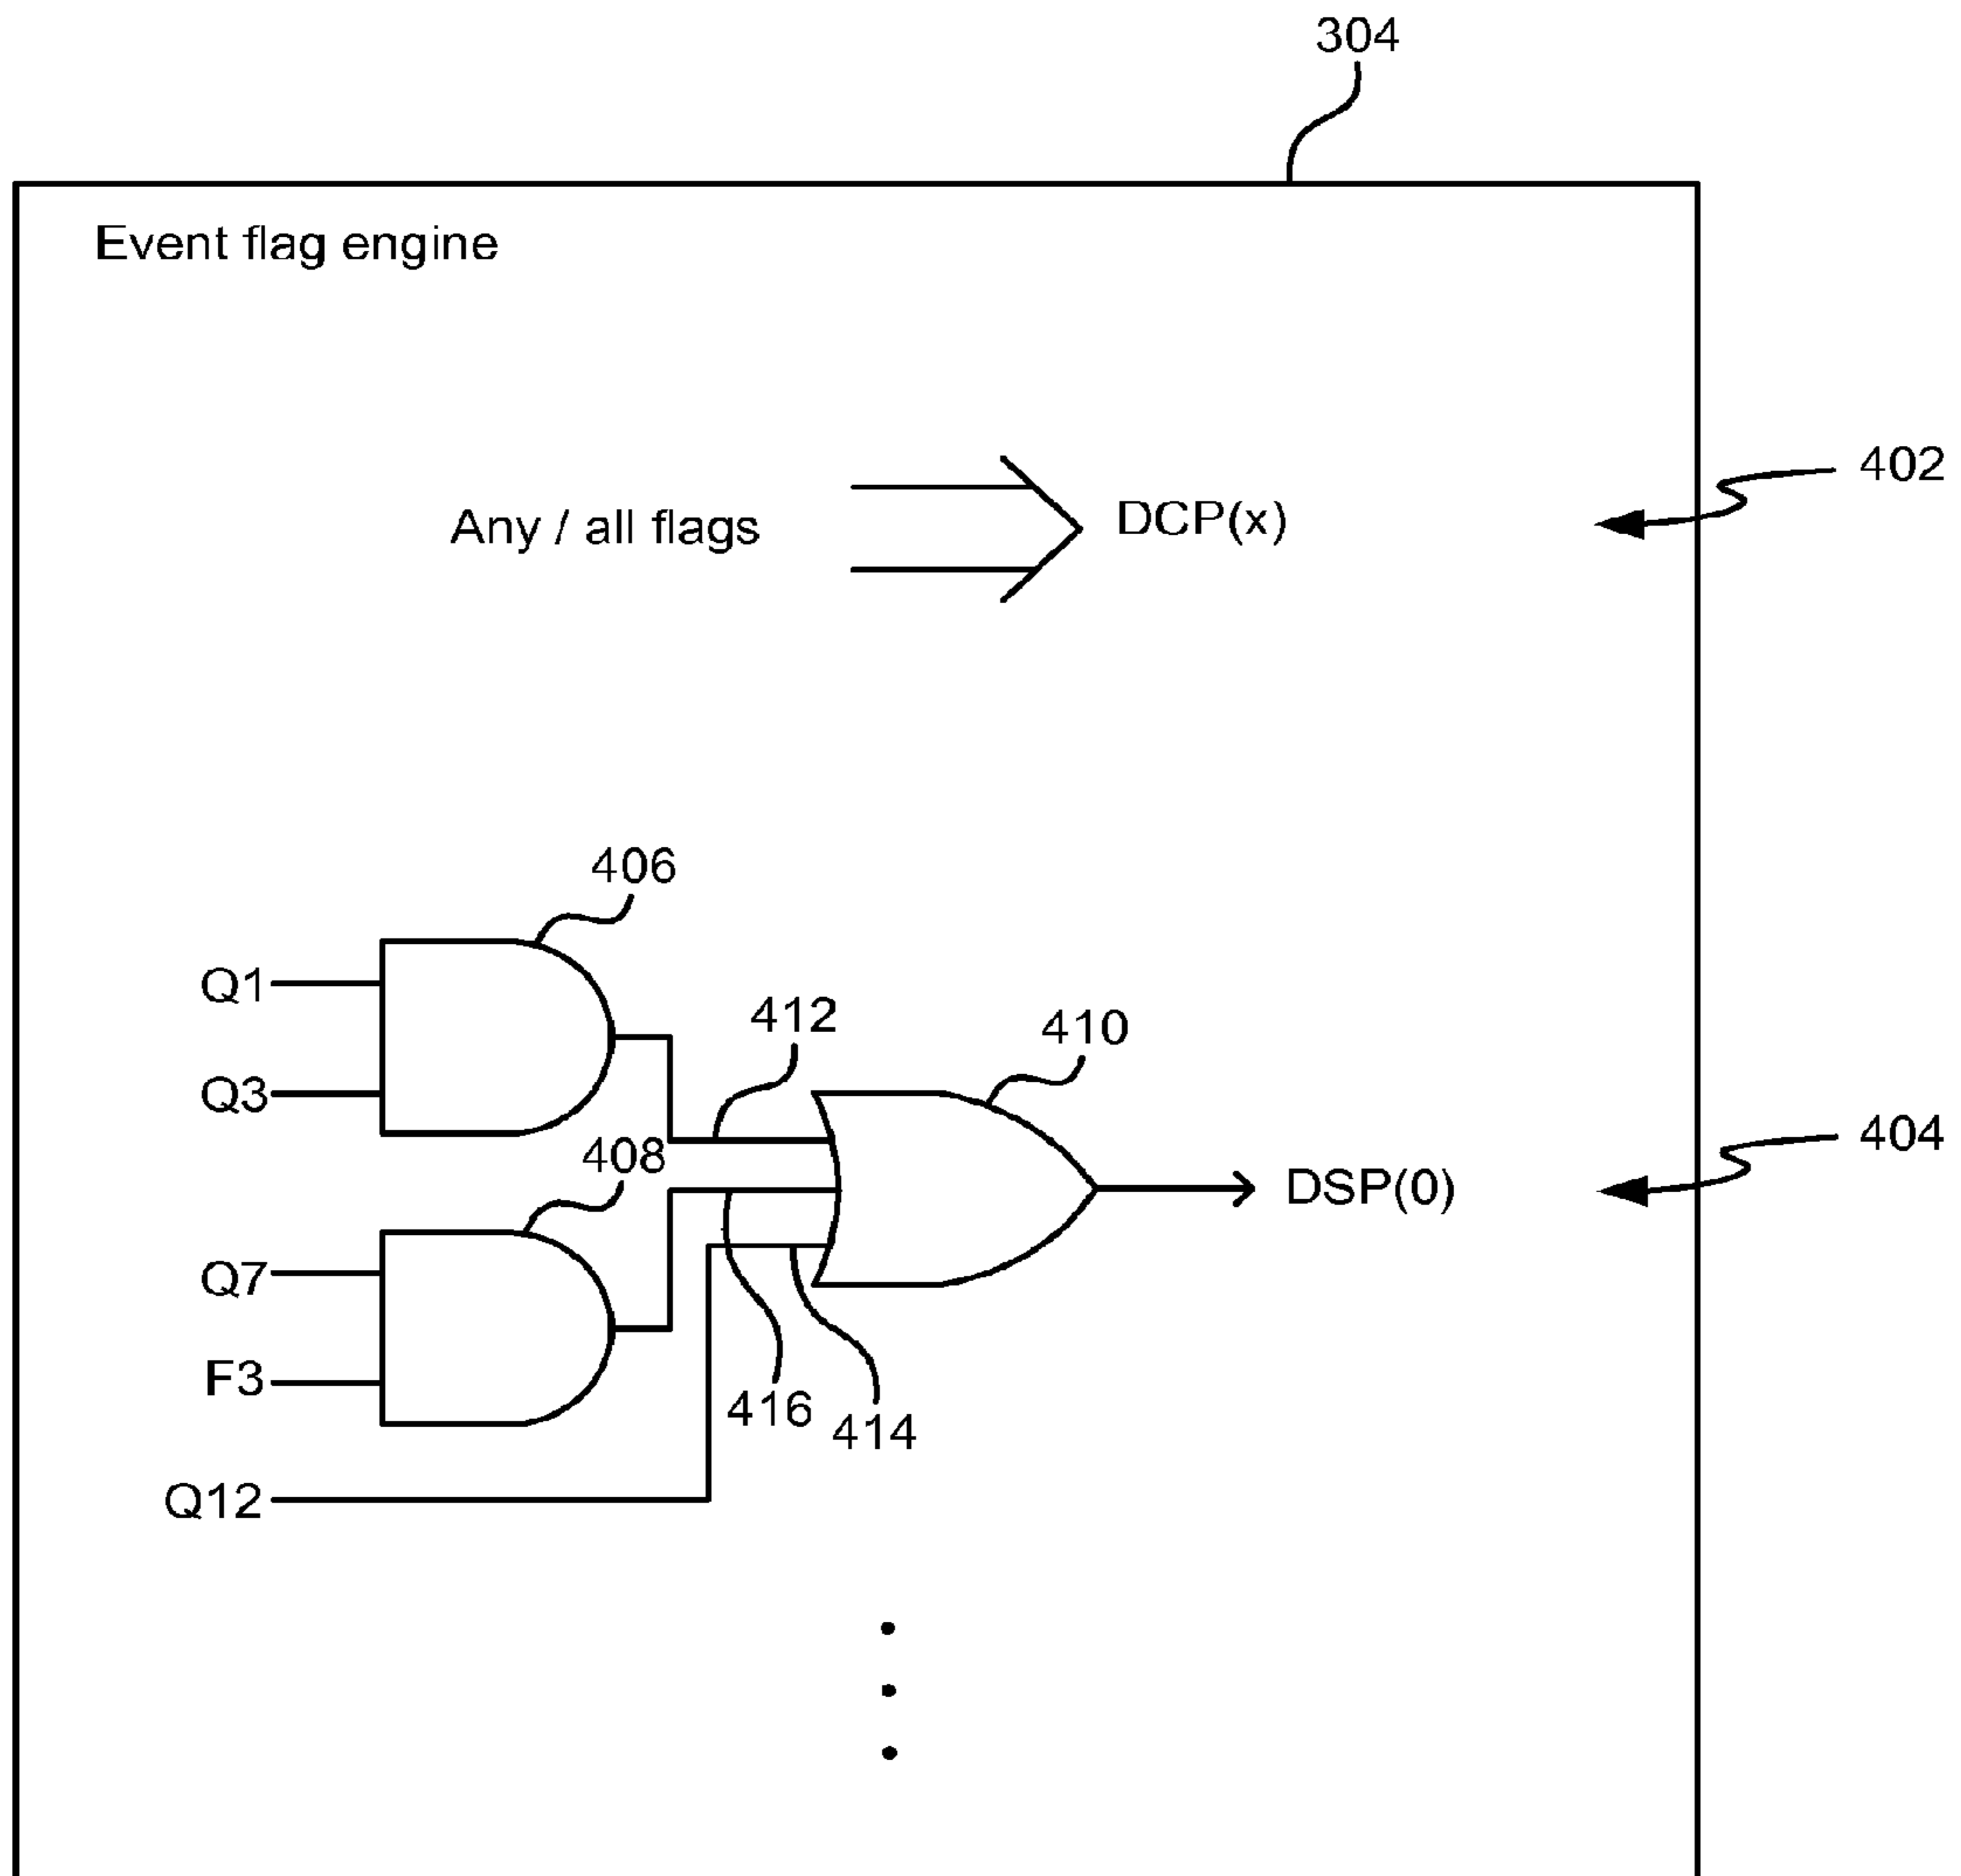 304
Event flag engine
402
Any / all flags
DCP(x)
406
Q1
412
410
Q3
404
408
DSP(0)
Q7
F3
416
414
Q12